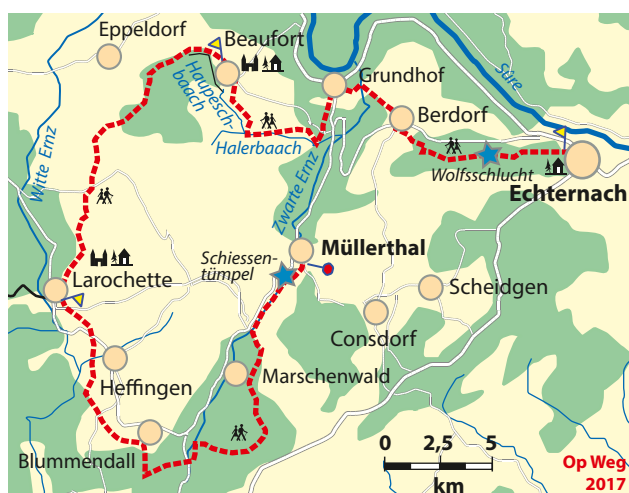 Eppeldorf
Beaufort
Haupesch-
baach
Grundhof
Sûre
Berdorf
Halerbaach
Witte Ernz
Zwarte Ernz
Wolfsschlucht
Echternach
Schiessen-
tümpel
Müllerthal
Larochette
Scheidgen
Consdorf
Heffingen
Marschenwald
Blummendall
0 2,5 5
km
Op Weg
2017